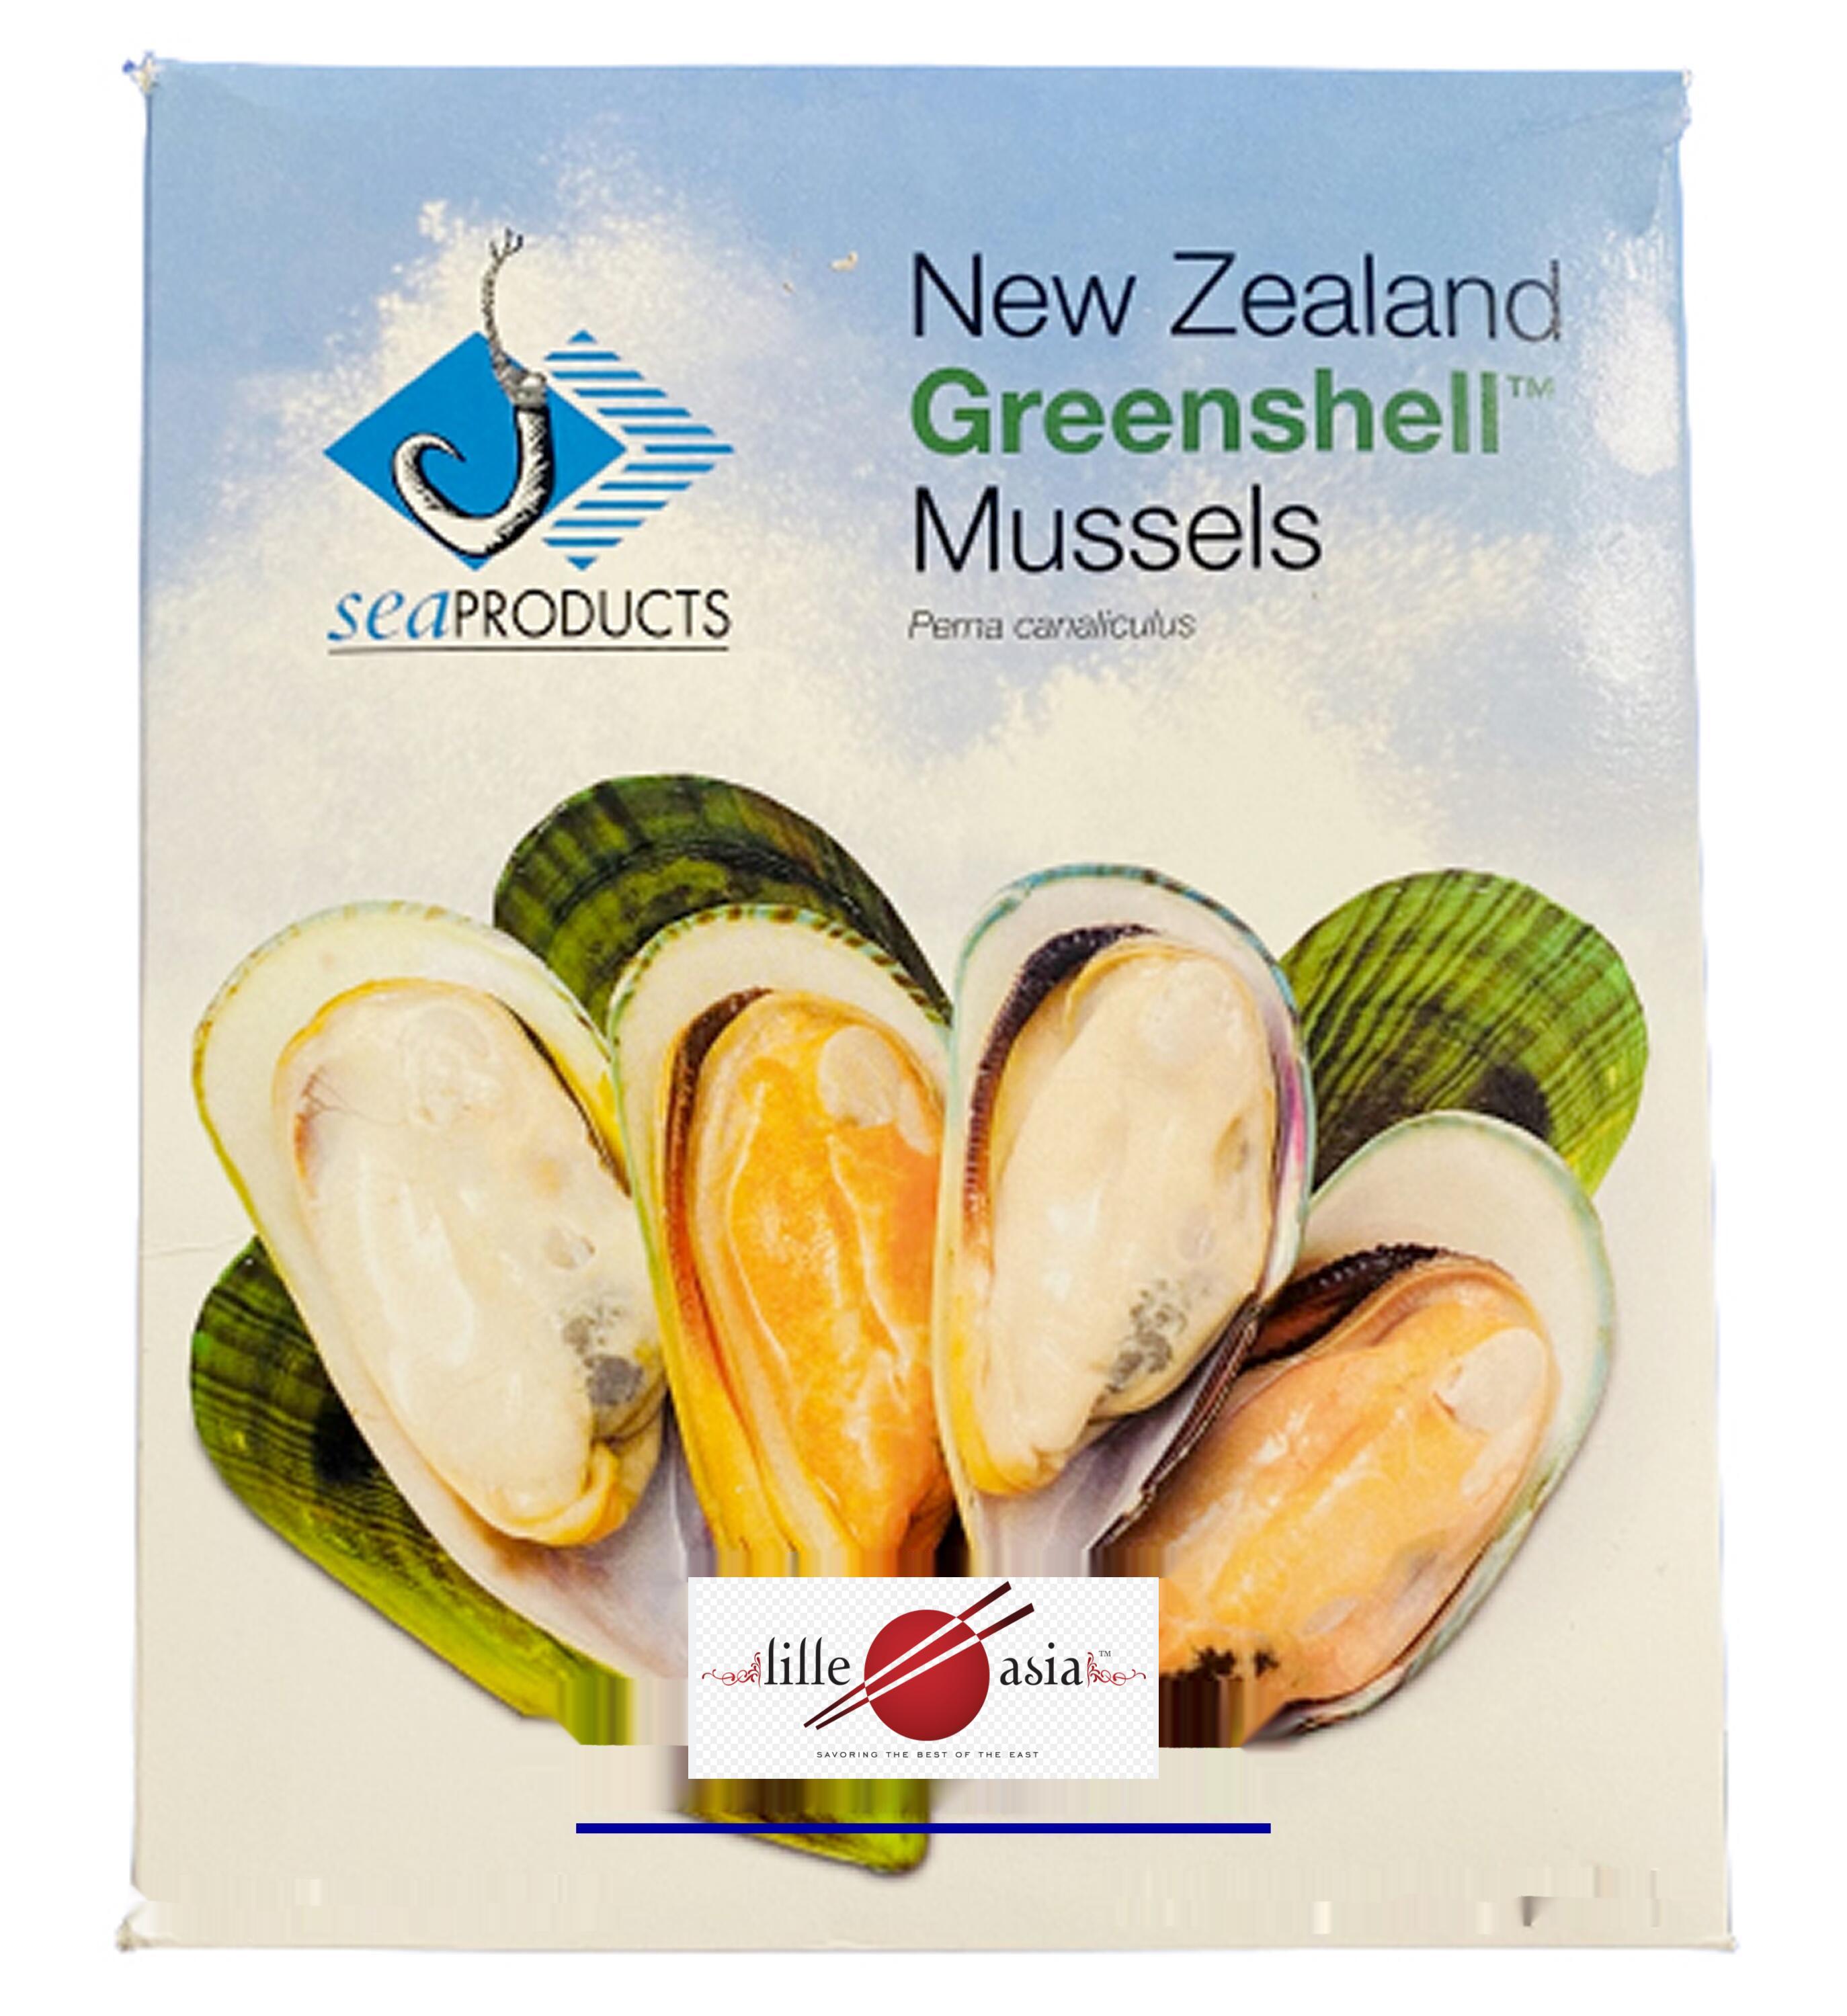 New Zealand
Greenshell™
Mussels
Perna canaliculus
seaPRODUCTS
lille asia™
SAVORING THE BEST OF THE EAST